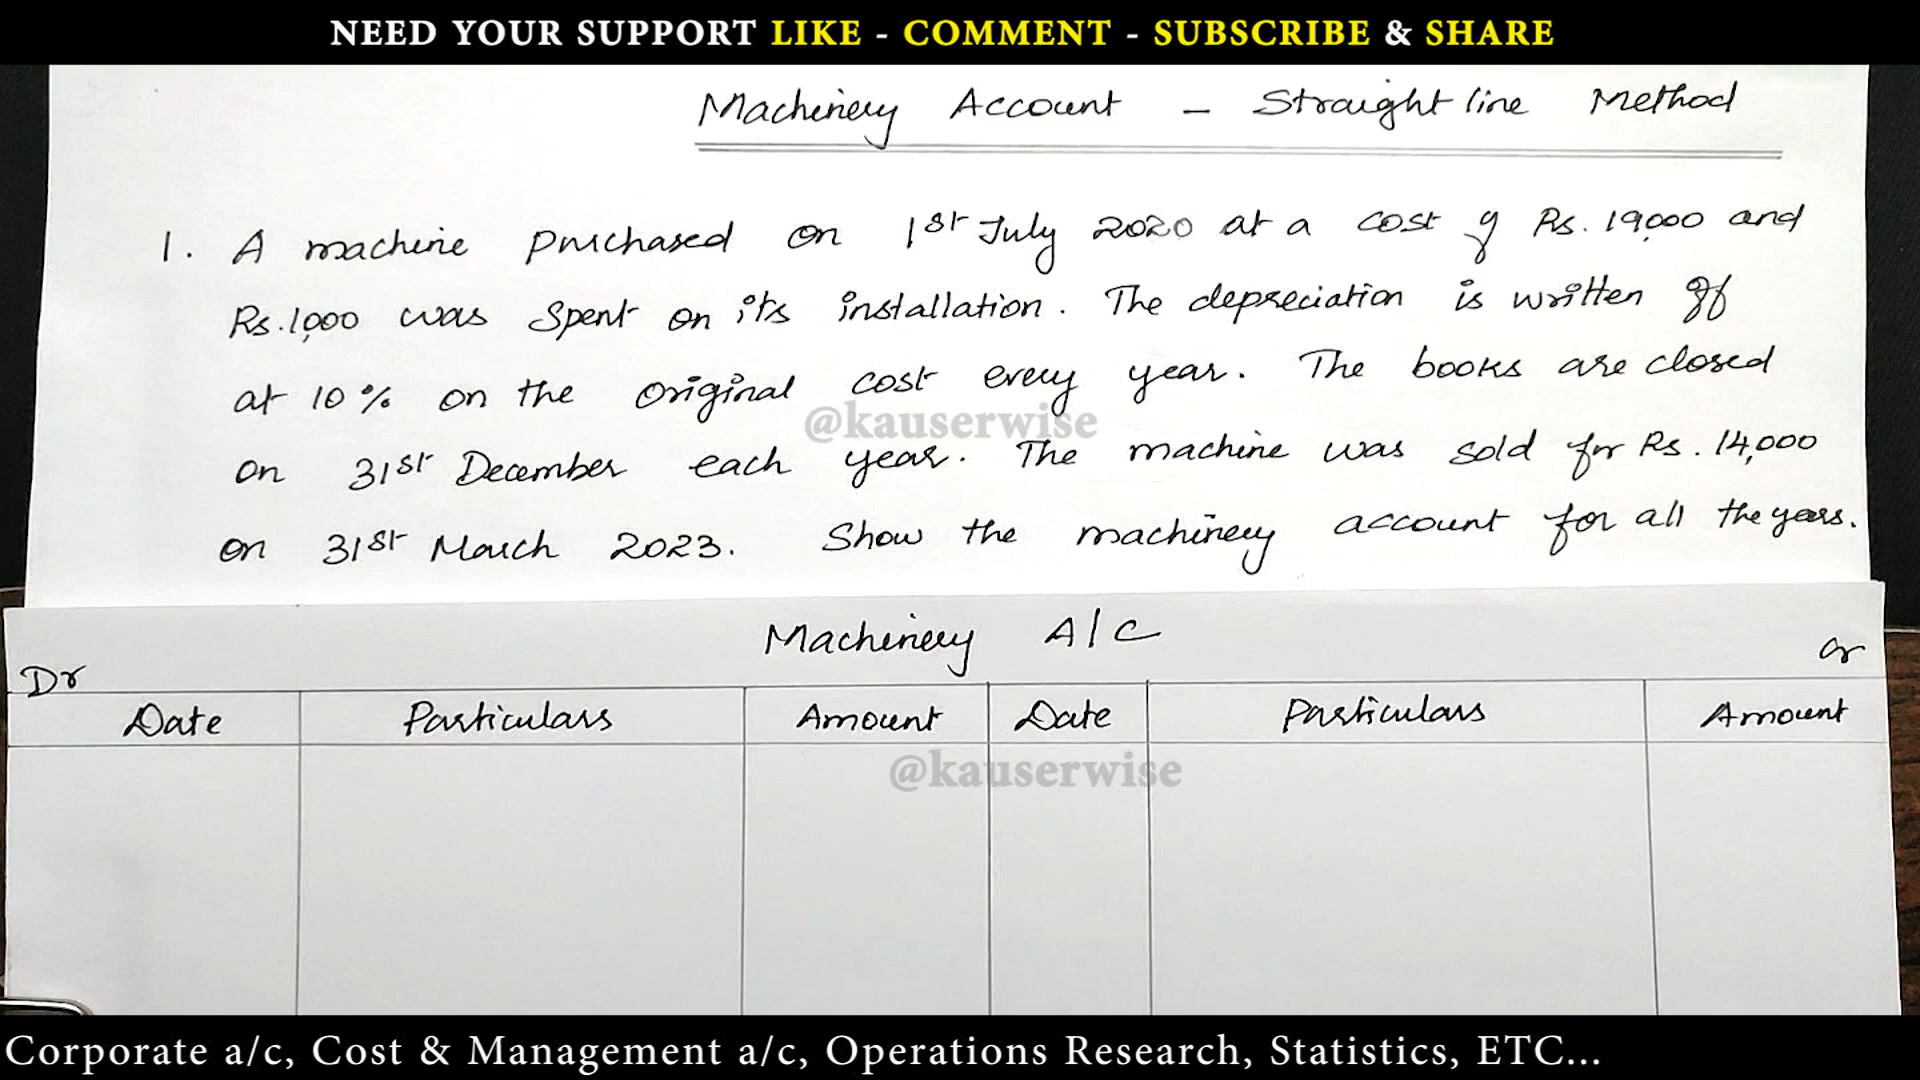 NEED YOUR SUPPORT LIKE - COMMENT - SUBSCRIBE & SHARE
Machinery Account - Straight line Method
1. A machine purchased on 1st July 2020 at a cost of Rs. 19,000 and
Rs.1,000 was spent on its installation. The depreciation is written off
at 10% on the original cost every year. The books are closed
@kauserwise
on 31st December each year. The machine was sold for Rs. 14,000
on 31st March 2023. Show the machinery account for all the years.
Machinery A/C
Dr Cr
Date Particulars Amount Date Particulars Amount
@kauserwise
Corporate a/c, Cost & Management a/c, Operations Research, Statistics, ETC...